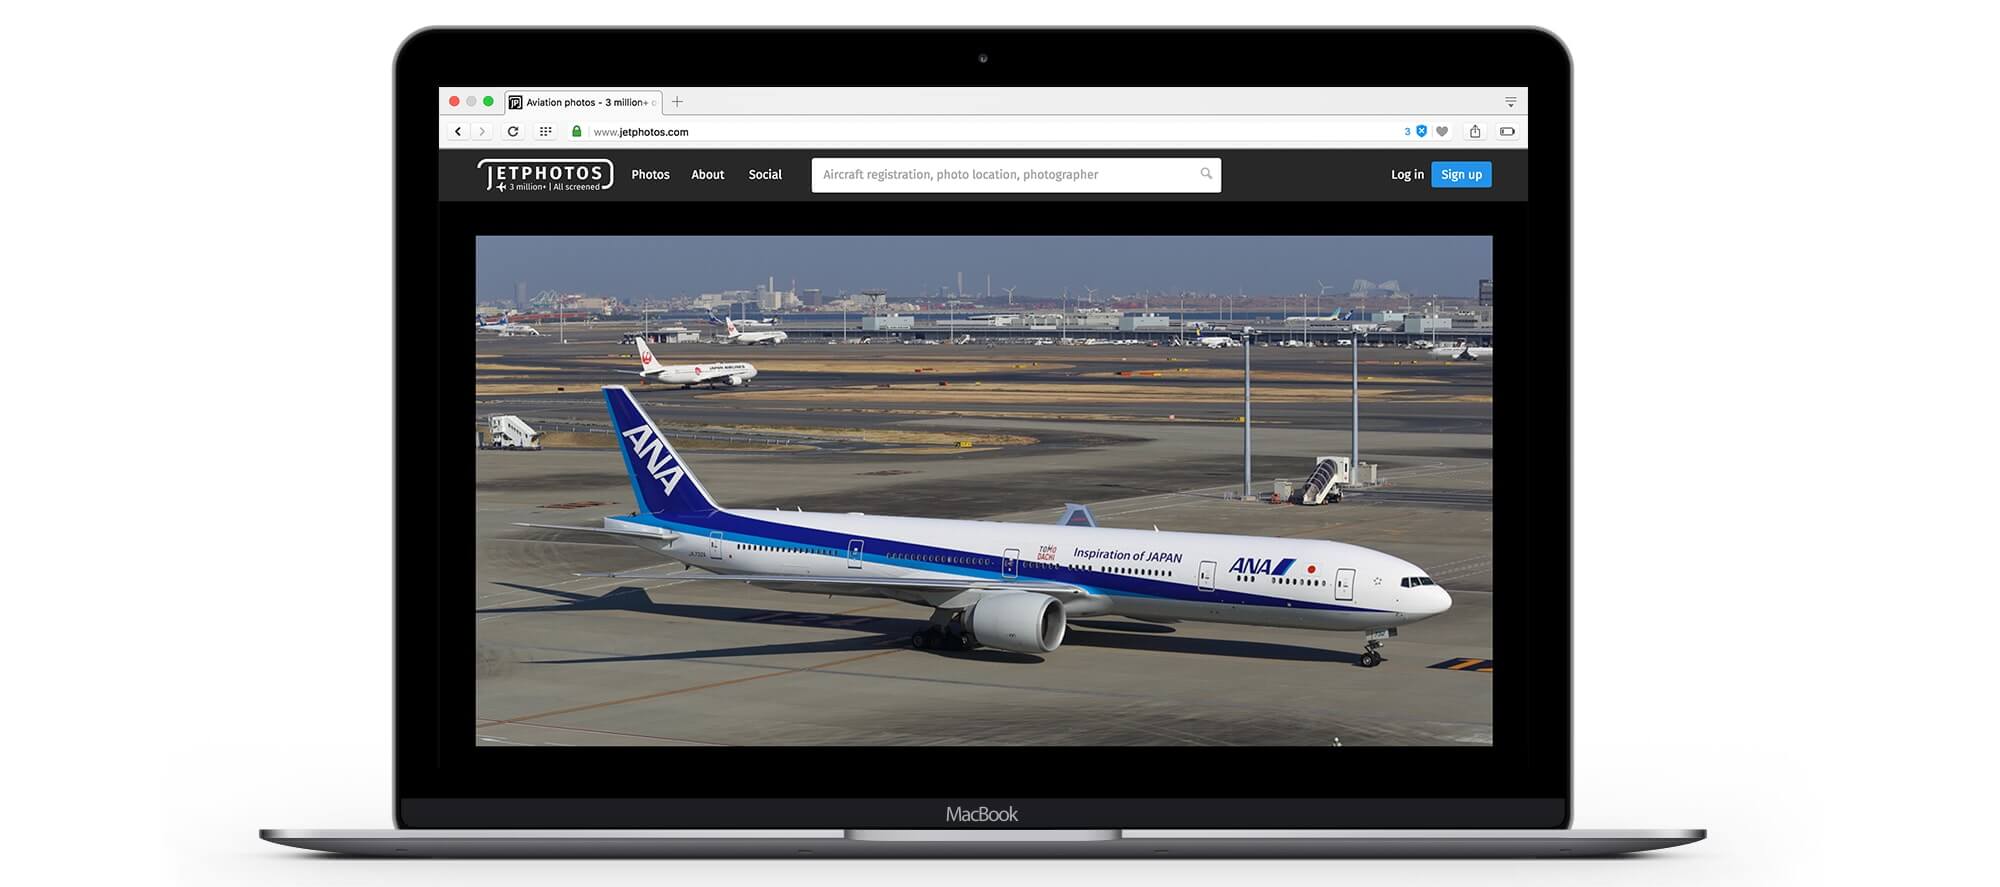 Aviation photos - 3 million+ o
www.jetphotos.com
3
JETPHOTOS
3 million+ | All screened
Photos
About
Social
Aircraft registration, photo location, photographer
Log in
Sign up
JAPAN AIRLINES
ANA
TOMO
DACHI
Inspiration of JAPAN
ANA
MacBook